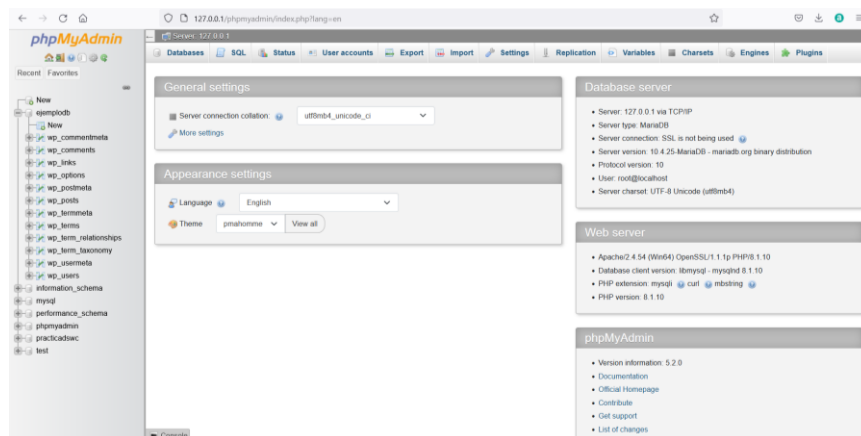 127.0.0.1/phpmyadmin/index.php?lang=en
phpMyAdmin
Recent Favorites
New
ejemplodb
New
wp_commentmeta
wp_comments
wp_links
wp_options
wp_postmeta
wp_posts
wp_termmeta
wp_terms
wp_term_relationships
wp_term_taxonomy
wp_usermeta
wp_users
information_schema
mysql
performance_schema
phpmyadmin
practicadswc
test
Server: 127.0.0.1
Databases SQL Status User accounts Export Import Settings Replication Variables Charsets Engines Plugins
General settings
Server connection collation: utf8mb4_unicode_ci
More settings
Appearance settings
Language English
Theme pmahomme View all
Database server
• Server: 127.0.0.1 via TCP/IP
• Server type: MariaDB
• Server connection: SSL is not being used
• Server version: 10.4.25-MariaDB - mariadb.org binary distribution
• Protocol version: 10
• User: root@localhost
• Server charset: UTF-8 Unicode (utf8mb4)
Web server
• Apache/2.4.54 (Win64) OpenSSL/1.1.1p PHP/8.1.10
• Database client version: libmysql - mysqlnd 8.1.10
• PHP extension: mysqli curl mbstring
• PHP version: 8.1.10
phpMyAdmin
• Version information: 5.2.0
• Documentation
• Official Homepage
• Contribute
• Get support
• List of changes
Console